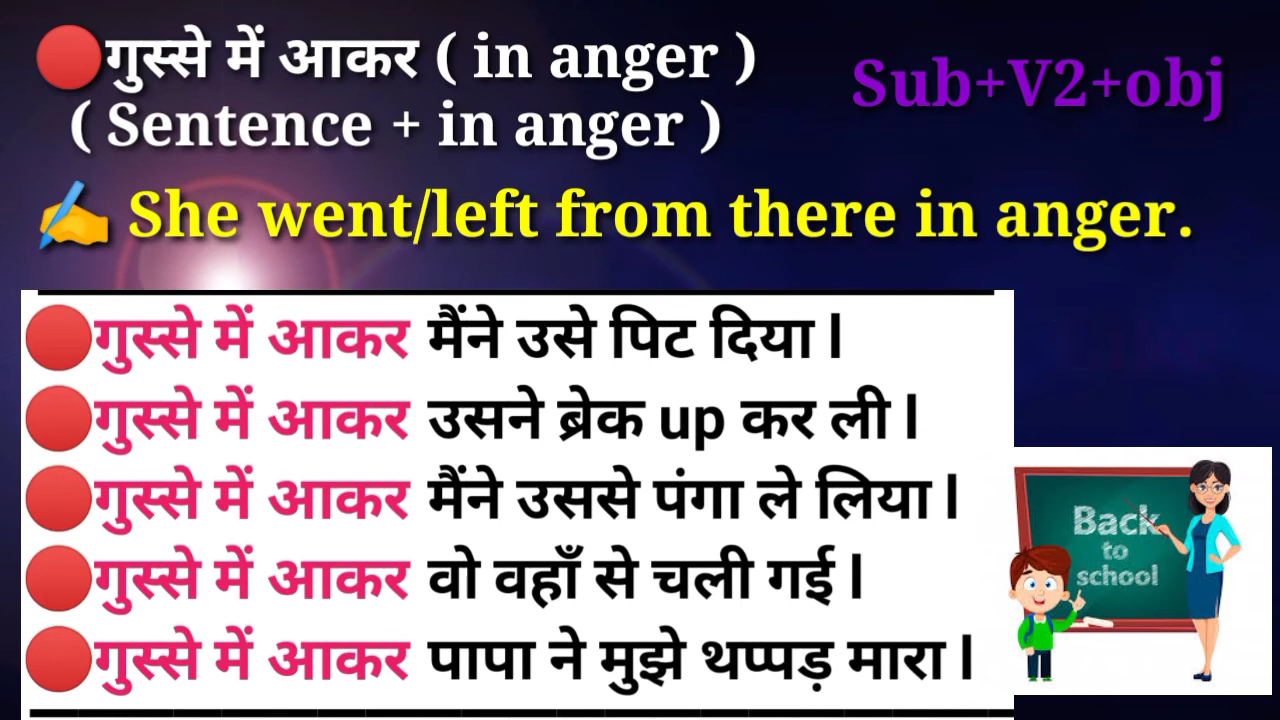 गुस्से में आकर ( in anger )
( Sentence + in anger )
Sub+V2+obj
She went/left from there in anger.
गुस्से में आकर मैंने उसे पिट दिया l
गुस्से में आकर उसने ब्रेक up कर ली l
गुस्से में आकर मैंने उससे पंगा ले लिया l
गुस्से में आकर वो वहाँ से चली गई l
गुस्से में आकर पापा ने मुझे थप्पड़ मारा l
Back
to
school